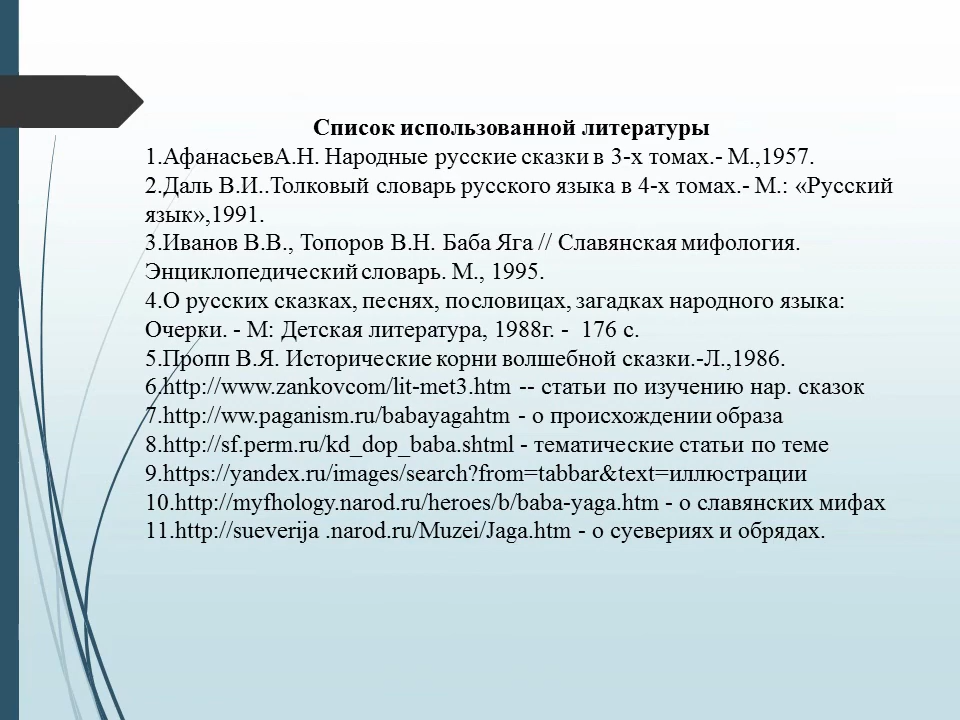 Список использованной литературы
1.АфанасьевА.Н. Народные русские сказки в 3-х томах.- М.,1957.
2.Даль В.И..Толковый словарь русского языка в 4-х томах.- М.: «Русский
язык»,1991.
3.Иванов В.В., Топоров В.Н. Баба Яга // Славянская мифология.
Энциклопедический словарь. М., 1995.
4.О русских сказках, песнях, пословицах, загадках народного языка:
Очерки. - М: Детская литература, 1988г. - 176 с.
5.Пропп В.Я. Исторические корни волшебной сказки.-Л.,1986.
6.http://www.zankovcom/lit-met3.htm -- статьи по изучению нар. сказок
7.http://ww.paganism.ru/babayagahtm - о происхождении образа
8.http://sf.perm.ru/kd_dop_baba.shtml - тематические статьи по теме
9.https://yandex.ru/images/search?from=tabbar&text=иллюстрации
10.http://myfhology.narod.ru/heroes/b/baba-yaga.htm - о славянских мифах
11.http://sueverija .narod.ru/Muzei/Jaga.htm - о суевериях и обрядах.